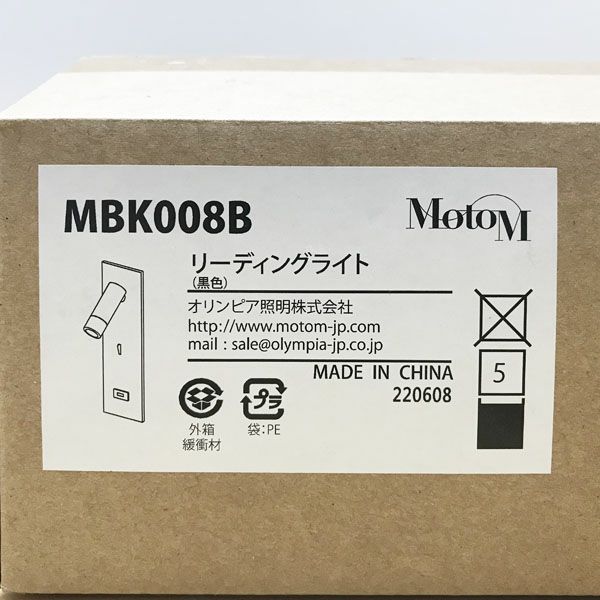 MBK008B
MotoM
リーディングライト
(黒色)
オリンピア照明株式会社
http://www.motom-jp.com
mail : sale@olympia-jp.co.jp
MADE IN CHINA
220608
5
プラ
外箱
緩衝材
袋:PE